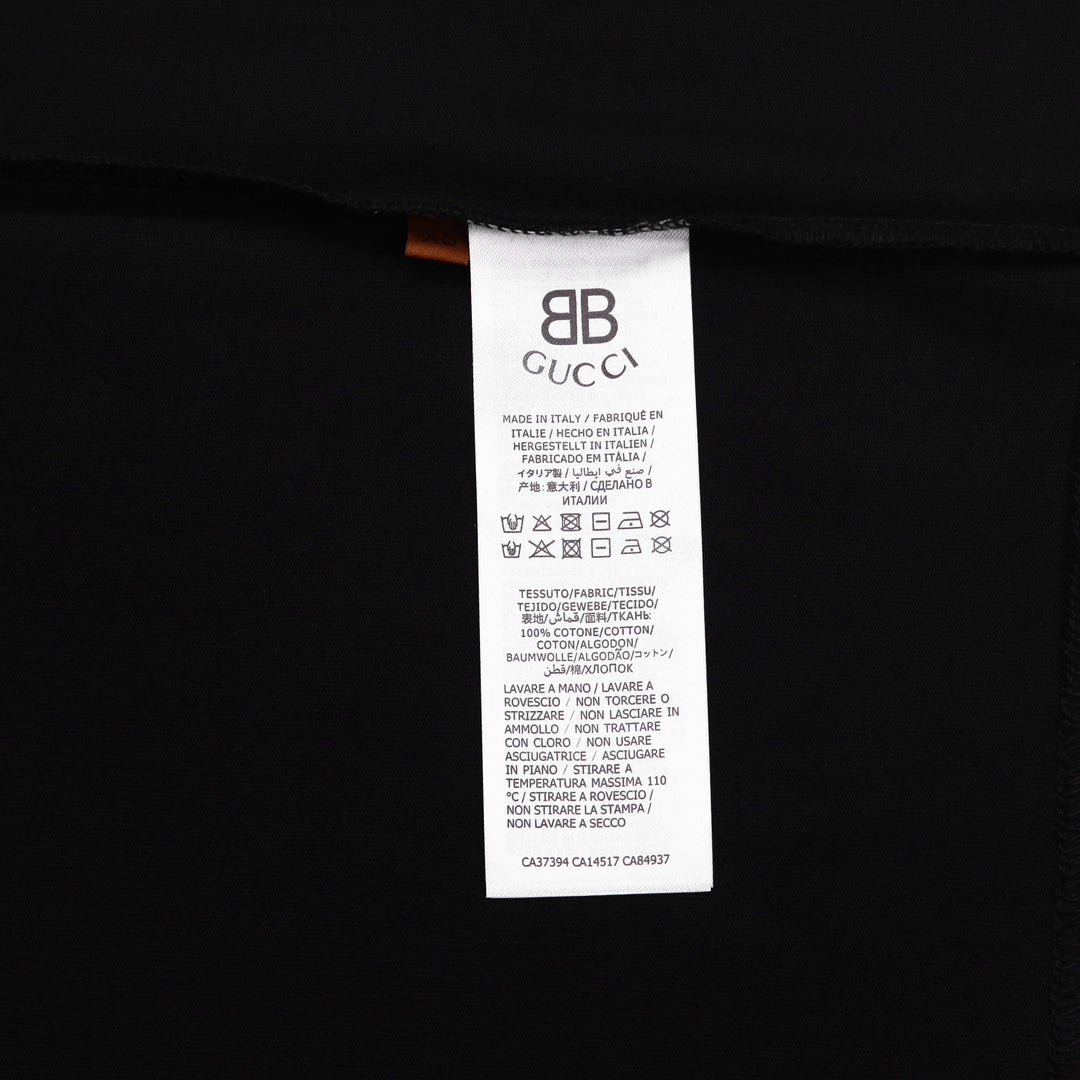 XS
BB
GUCCI
MADE IN ITALY / FABRIQUÉ EN
ITALIE / HECHO EN ITALIA /
HERGESTELLT IN ITALIEN /
FABRICADO EM ITÁLIA /
イタリア製 / صنع في ايطاليا /
产地: 意大利 / СДЕЛАНО В
ИТАЛИИ
TESSUTO/FABRIC/TISSU/
TEJIDO/GEWEBE/TECIDO/
表地/قماش/面料/ТКАНЬ:
100% COTONE/COTTON/
COTON/ALGODON/
BAUMWOLLE/ALGODÃO/コットン/
قطن/棉/ХЛОПОК
LAVARE A MANO / LAVARE A
ROVESCIO / NON TORCERE O
STRIZZARE / NON LASCIARE IN
AMMOLLO / NON TRATTARE
CON CLORO / NON USARE
ASCIUGATRICE / ASCIUGARE
IN PIANO / STIRARE A
TEMPERATURA MASSIMA 110
°C / STIRARE A ROVESCIO /
NON STIRARE LA STAMPA /
NON LAVARE A SECCO
CA37394 CA14517 CA84937